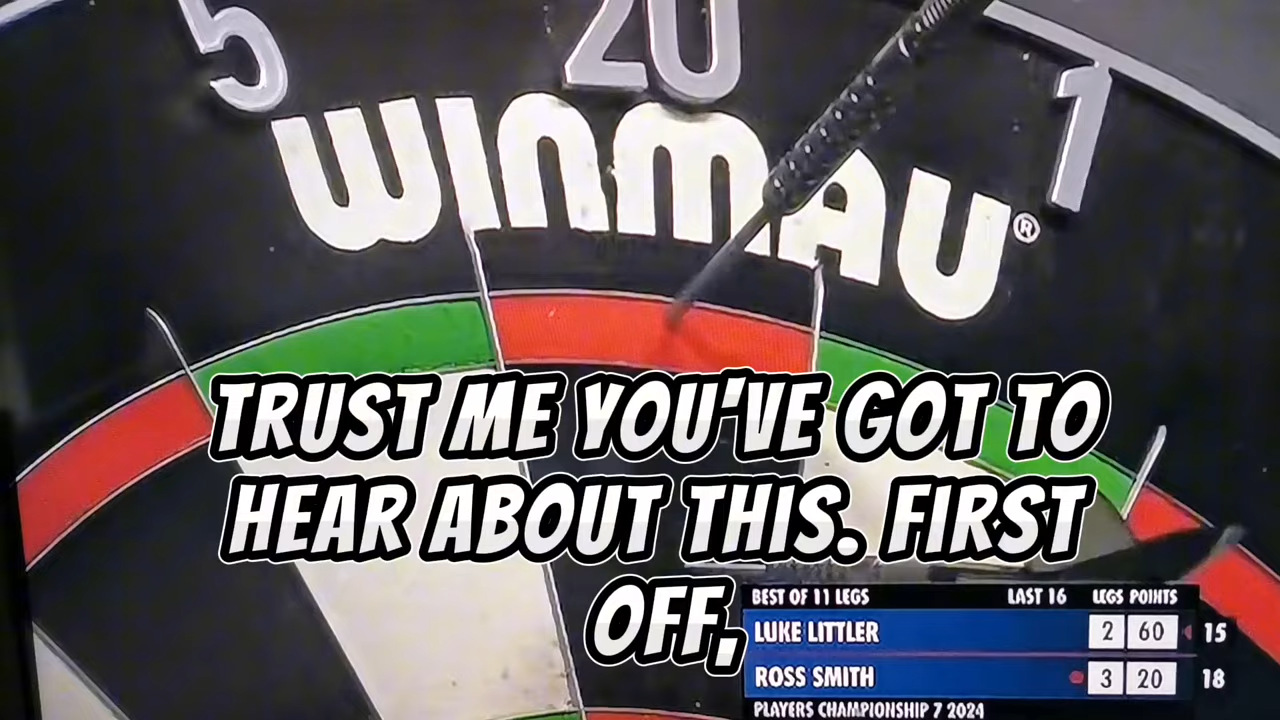 5 20 1
WINMAU®
TRUST ME YOU'VE GOT TO
HEAR ABOUT THIS. FIRST
OFF,
BEST OF 11 LEGS LAST 16 LEGS POINTS
LUKE LITTLER 2 60 15
ROSS SMITH 3 20 18
PLAYERS CHAMPIONSHIP 7 2024